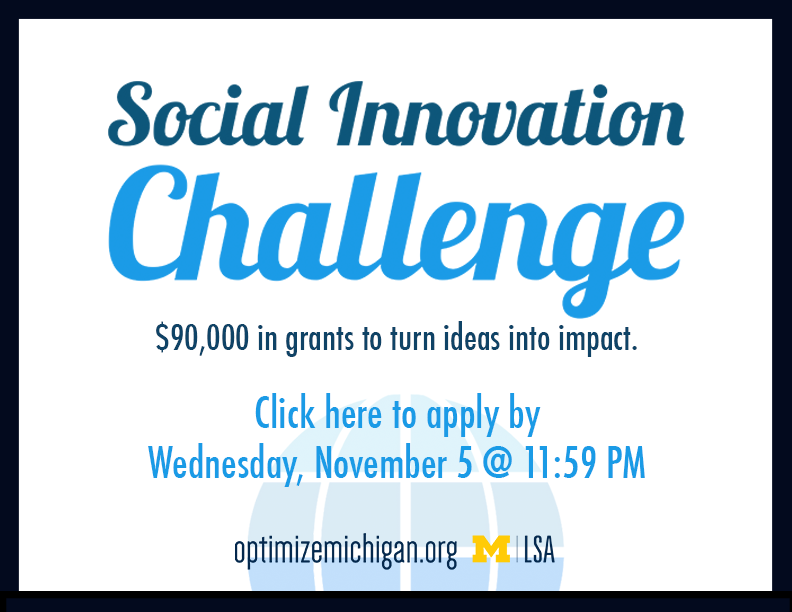 Social Innovation
Challenge
$90,000 in grants to turn ideas into impact.
Click here to apply by
Wednesday, November 5 @ 11:59 PM
optimizemichigan.org M LSA